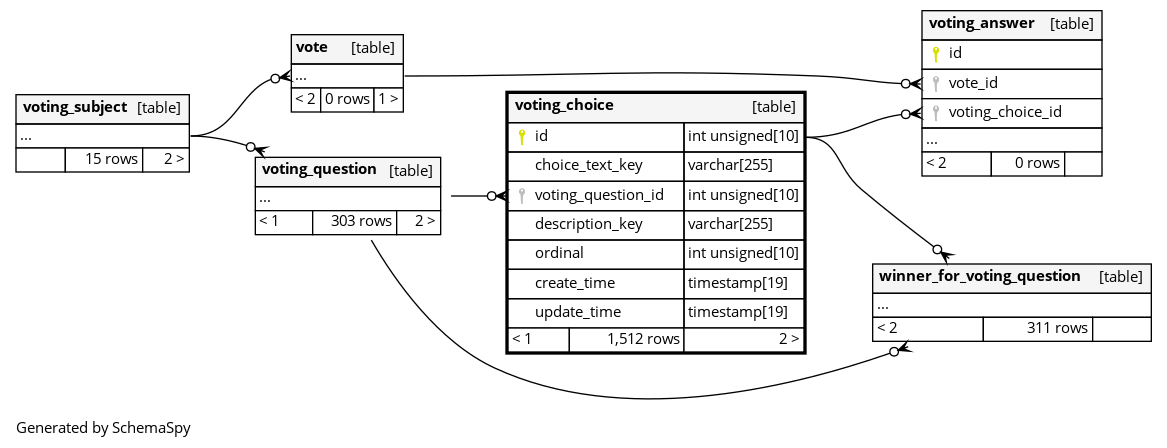 voting_subject [table]
...
15 rows 2 >
vote [table]
...
< 2 0 rows 1 >
voting_question [table]
...
< 1 303 rows 2 >
voting_choice [table]
id int unsigned[10]
choice_text_key varchar[255]
voting_question_id int unsigned[10]
description_key varchar[255]
ordinal int unsigned[10]
create_time timestamp[19]
update_time timestamp[19]
< 1 1,512 rows 2 >
voting_answer [table]
id
vote_id
voting_choice_id
...
< 2 0 rows
winner_for_voting_question [table]
...
< 2 311 rows
Generated by SchemaSpy